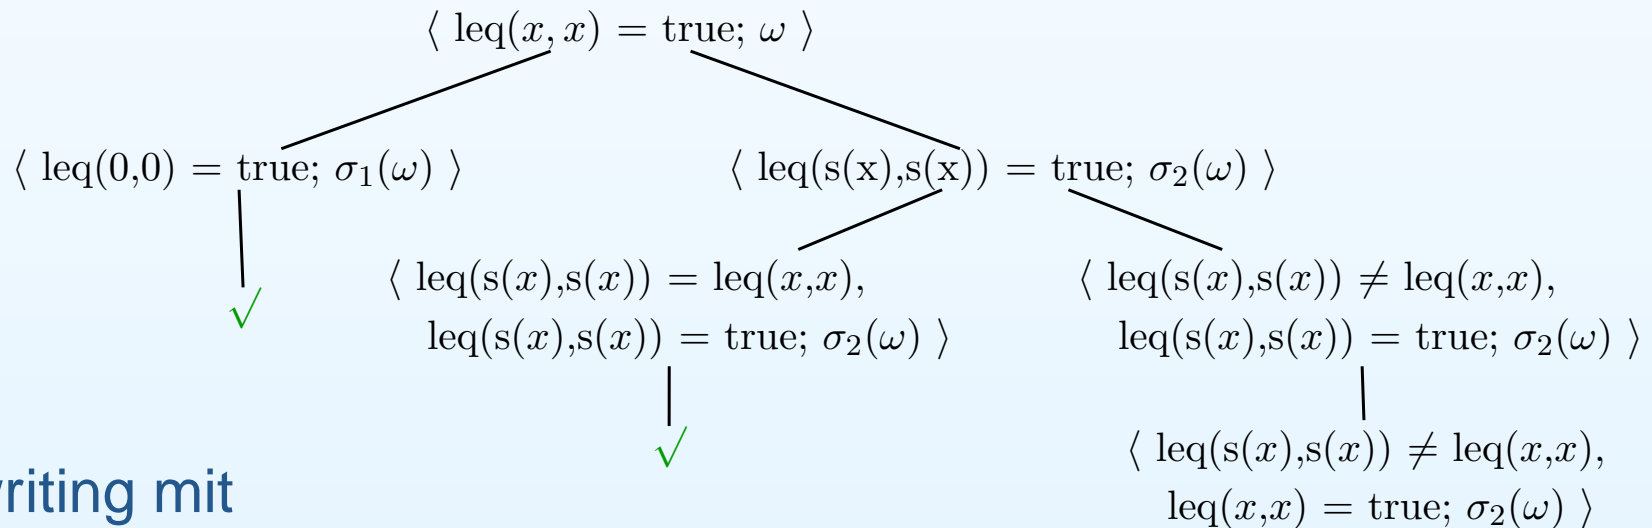 ⟨ leq(x, x) = true; ω ⟩
⟨ leq(0,0) = true; σ₁(ω) ⟩
⟨ leq(s(x),s(x)) = true; σ₂(ω) ⟩
√
⟨ leq(s(x),s(x)) = leq(x,x),
leq(s(x),s(x)) = true; σ₂(ω) ⟩
⟨ leq(s(x),s(x)) ≠ leq(x,x),
leq(s(x),s(x)) = true; σ₂(ω) ⟩
√
⟨ leq(s(x),s(x)) ≠ leq(x,x),
leq(x,x) = true; σ₂(ω) ⟩
riting mit